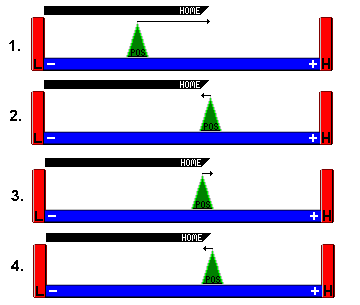 HOME
1.
POS
L − + H
HOME
2.
POS
L − + H
HOME
3.
POS
L − + H
HOME
4.
POS
L − + H